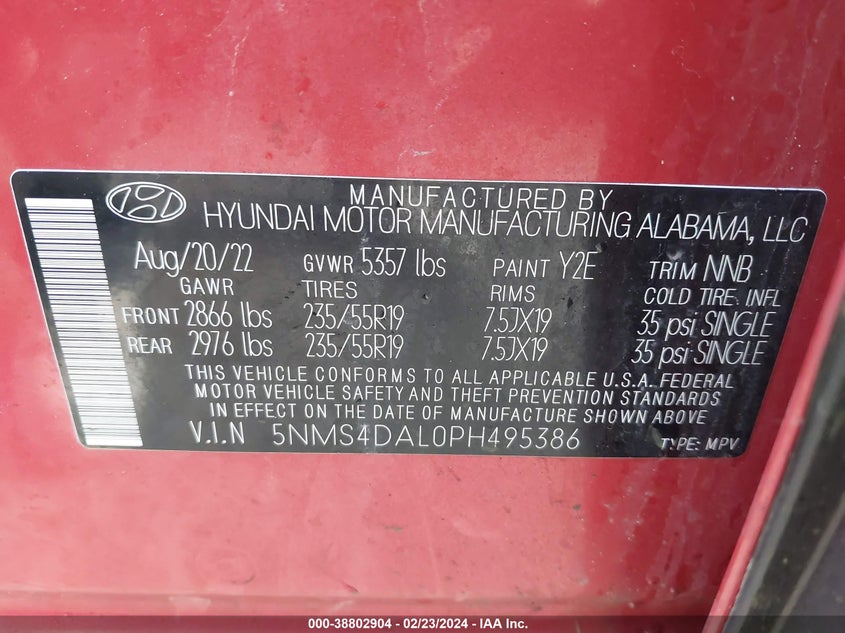 MANUFACTURED BY
HYUNDAI MOTOR MANUFACTURING ALABAMA, LLC
Aug/20/22 GVWR 5357 lbs PAINT Y2E TRIM NNB
GAWR TIRES RIMS COLD TIRE. INFL
FRONT 2866 lbs 235/55R19 7.5JX19 35 psi SINGLE
REAR 2976 lbs 235/55R19 7.5JX19 35 psi SINGLE
THIS VEHICLE CONFORMS TO ALL APPLICABLE U.S.A. FEDERAL
MOTOR VEHICLE SAFETY AND THEFT PREVENTION STANDARDS
IN EFFECT ON THE DATE OF MANUFACTURE SHOWN ABOVE
V.I.N 5NMS4DAL0PH495386 TYPE: MPV
000-38802904 - 02/23/2024 - IAA Inc.